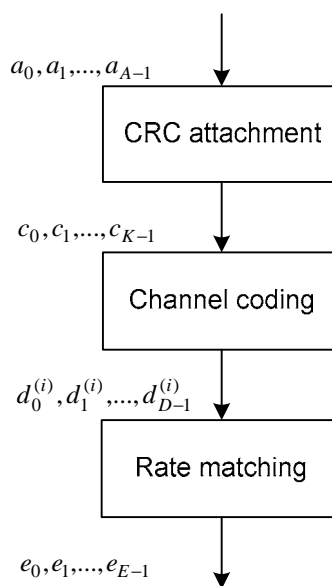 a_0, a_1,..., a_{A-1}
CRC attachment
c_0, c_1,..., c_{K-1}
Channel coding
d_0^{(i)}, d_1^{(i)},..., d_{D-1}^{(i)}
Rate matching
e_0, e_1,..., e_{E-1}